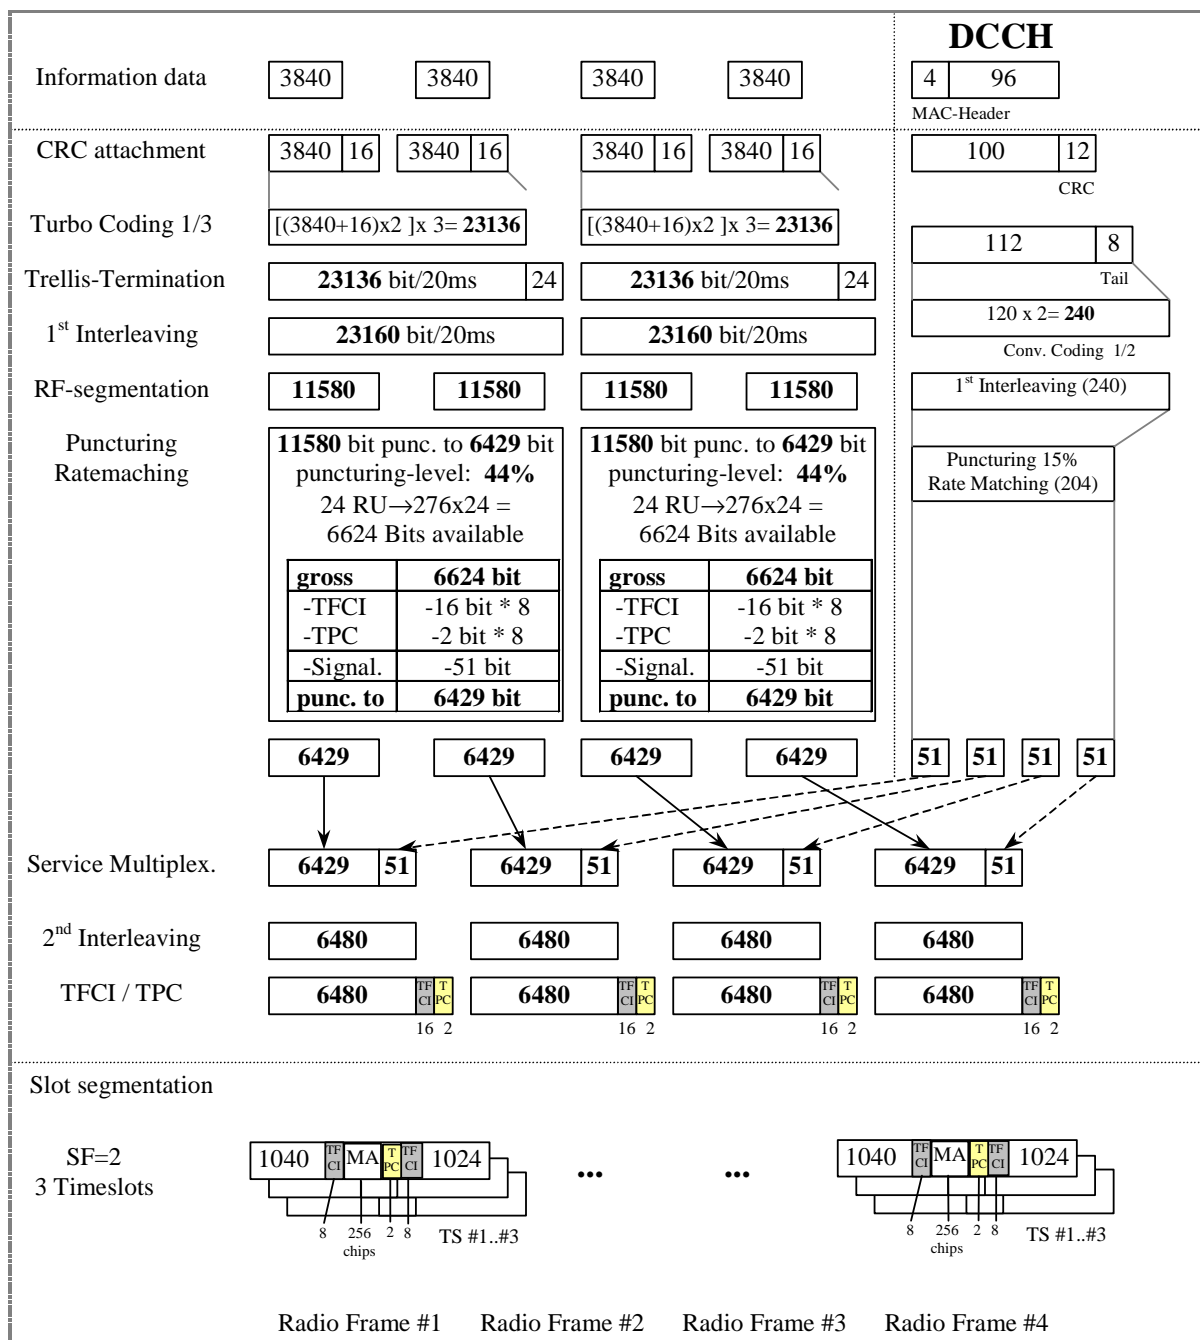 DCCH
Information data 3840 3840 3840 3840 4 96
MAC-Header
CRC attachment 3840 16 3840 16 3840 16 3840 16 100 12
CRC
Turbo Coding 1/3 [(3840+16)x2 ]x 3= 23136 [(3840+16)x2 ]x 3= 23136
112 8
Trellis-Termination 23136 bit/20ms 24 23136 bit/20ms 24 Tail
120 x 2= 240
1st Interleaving 23160 bit/20ms 23160 bit/20ms
Conv. Coding 1/2
RF-segmentation 11580 11580 11580 11580 1st Interleaving (240)
Puncturing 11580 bit punc. to 6429 bit 11580 bit punc. to 6429 bit
Ratemaching puncturing-level: 44% puncturing-level: 44% Puncturing 15%
Rate Matching (204)
24 RU→276x24 = 24 RU→276x24 =
6624 Bits available 6624 Bits available
gross 6624 bit gross 6624 bit
-TFCI -16 bit * 8 -TFCI -16 bit * 8
-TPC -2 bit * 8 -TPC -2 bit * 8
-Signal. -51 bit -Signal. -51 bit
punc. to 6429 bit punc. to 6429 bit
6429 6429 6429 6429 51 51 51 51
Service Multiplex. 6429 51 6429 51 6429 51 6429 51
2nd Interleaving 6480 6480 6480 6480
TFCI / TPC 6480 TF CI T PC 6480 TF CI T PC 6480 TF CI T PC 6480 TF CI T PC
16 2 16 2 16 2 16 2
Slot segmentation
SF=2 1040 TF CI MA T PC TF CI 1024 ... ... 1040 TF CI MA T PC TF CI 1024
3 Timeslots
8 256 2 8 TS #1..#3 8 256 2 8 TS #1..#3
chips chips
Radio Frame #1 Radio Frame #2 Radio Frame #3 Radio Frame #4